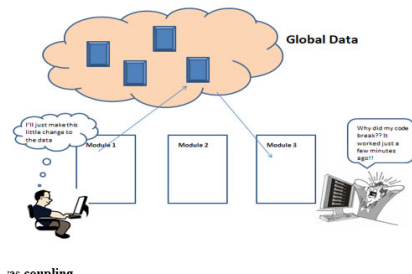 Global Data
I'll just make this
little change to
the data
Module 1
Module 2
Module 3
Why did my code
break?? It
worked just a
few minutes
ago!!
coupling